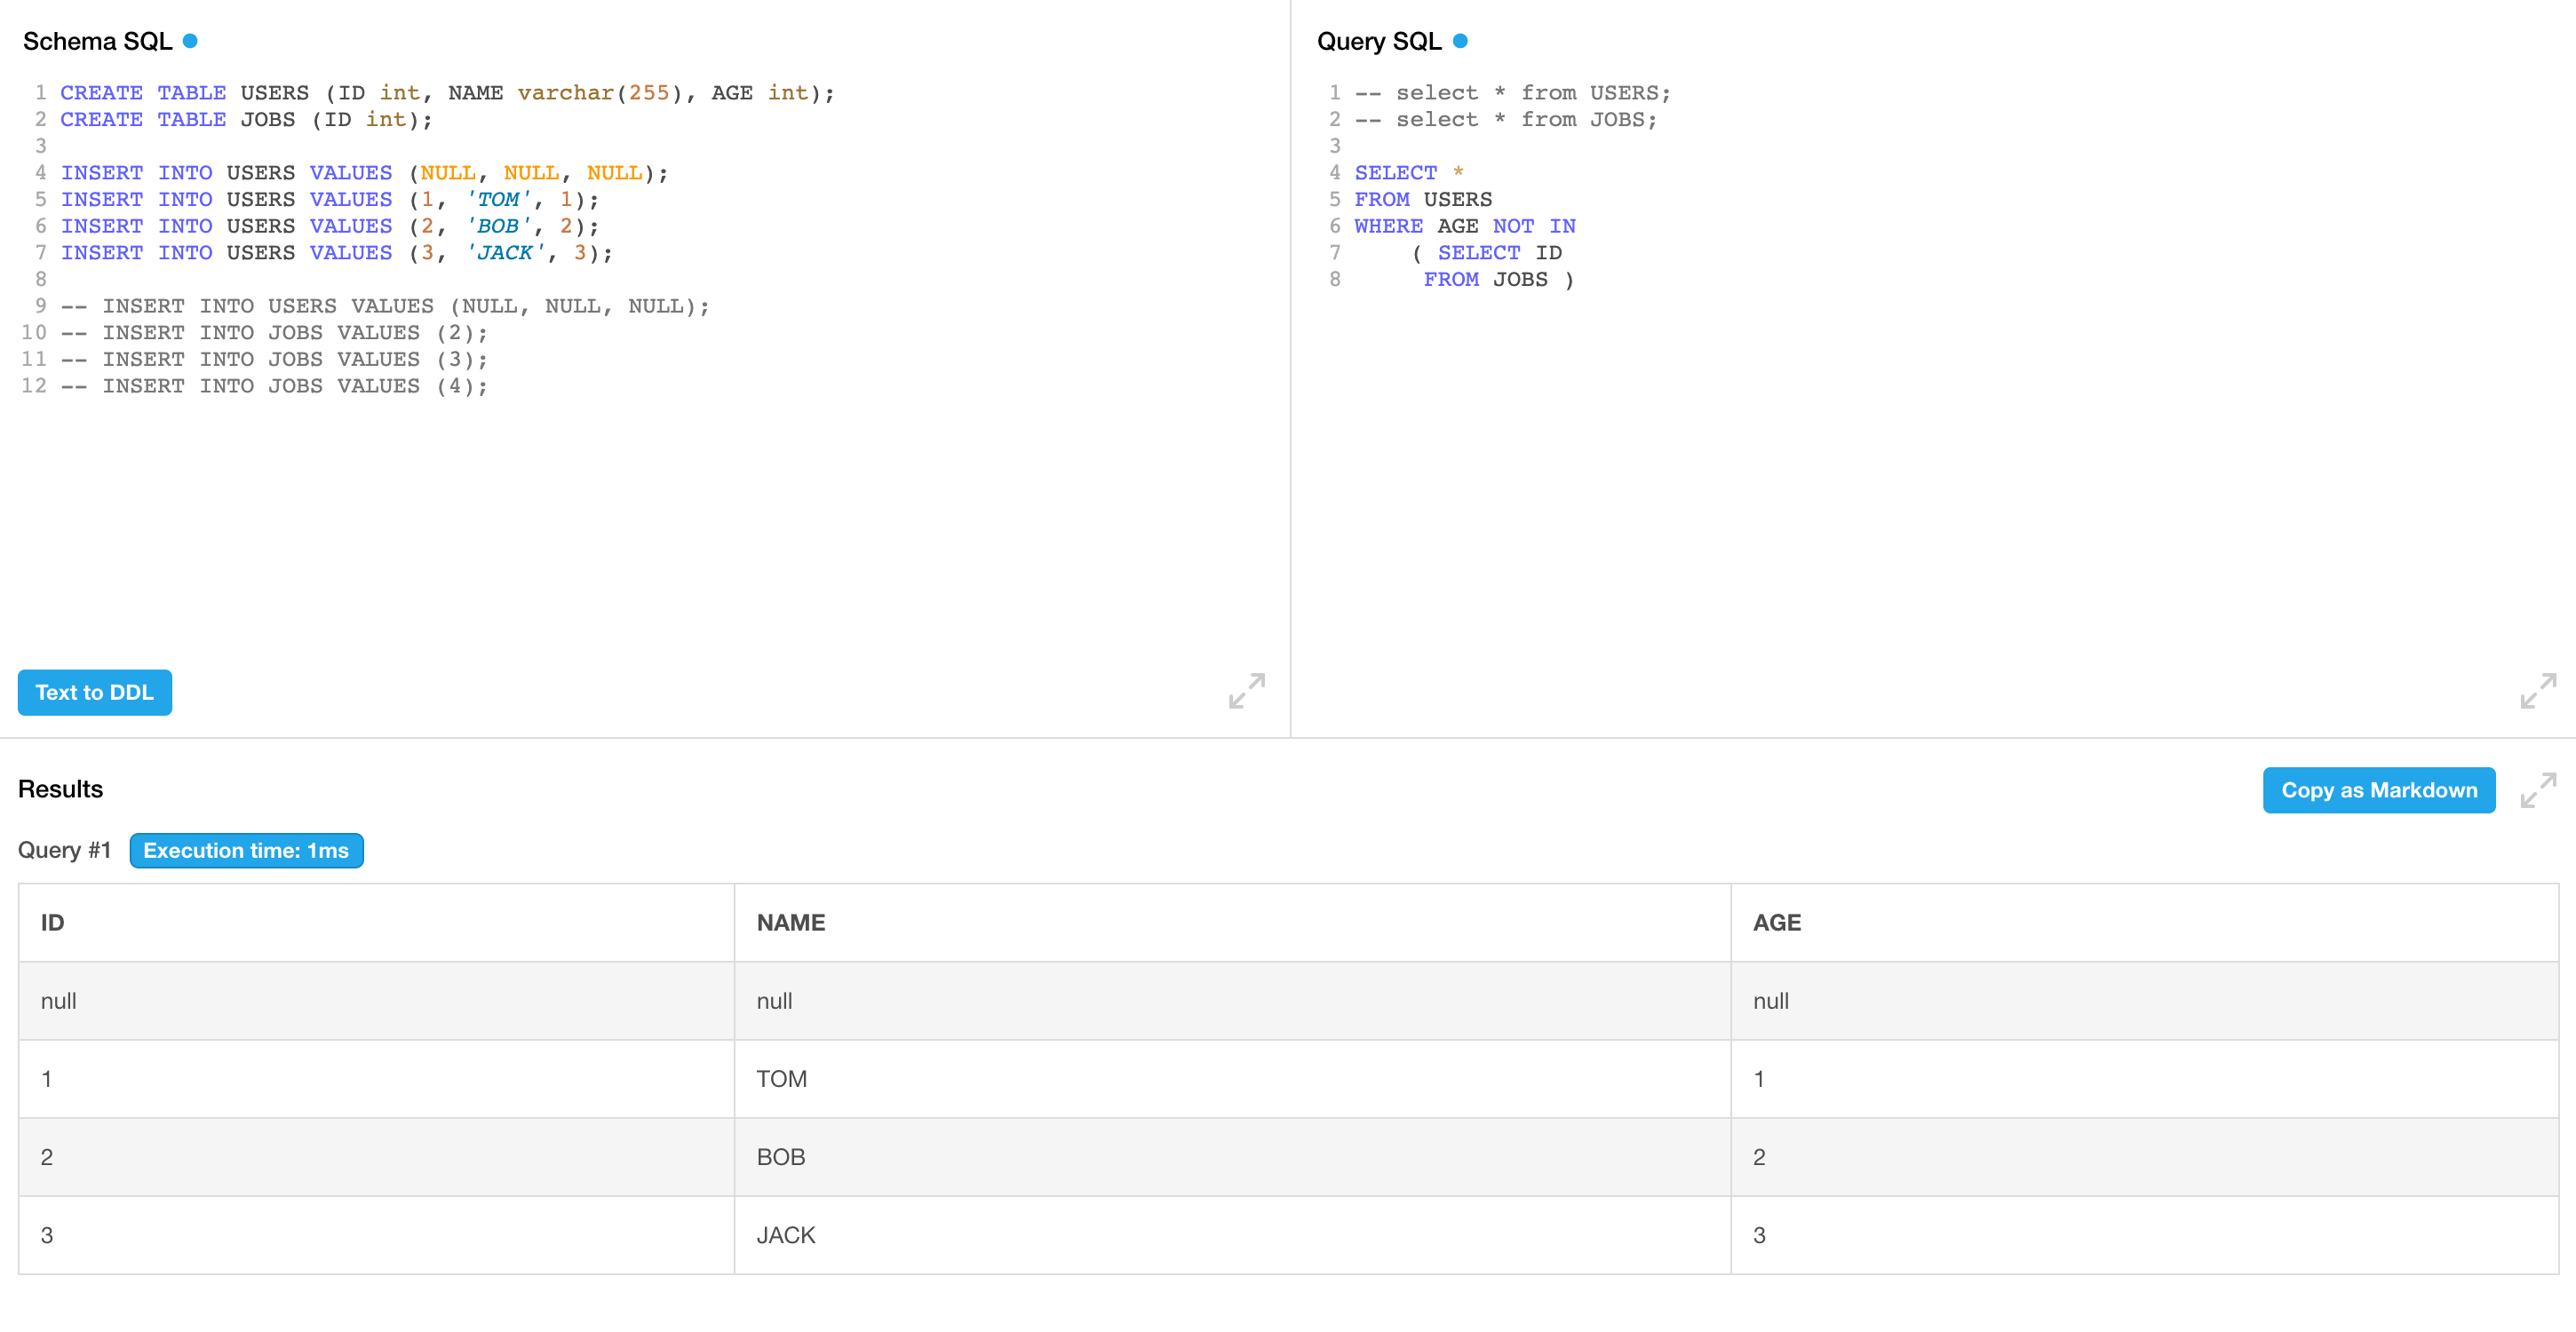 Schema SQL
1 CREATE TABLE USERS (ID int, NAME varchar(255), AGE int);
2 CREATE TABLE JOBS (ID int);
3
4 INSERT INTO USERS VALUES (NULL, NULL, NULL);
5 INSERT INTO USERS VALUES (1, 'TOM', 1);
6 INSERT INTO USERS VALUES (2, 'BOB', 2);
7 INSERT INTO USERS VALUES (3, 'JACK', 3);
8
9 -- INSERT INTO USERS VALUES (NULL, NULL, NULL);
10 -- INSERT INTO JOBS VALUES (2);
11 -- INSERT INTO JOBS VALUES (3);
12 -- INSERT INTO JOBS VALUES (4);
Text to DDL
Query SQL
1 -- select * from USERS;
2 -- select * from JOBS;
3
4 SELECT *
5 FROM USERS
6 WHERE AGE NOT IN
7 ( SELECT ID
8 FROM JOBS )
Results
Copy as Markdown
Query #1 Execution time: 1ms
ID NAME AGE
null null null
1 TOM 1
2 BOB 2
3 JACK 3